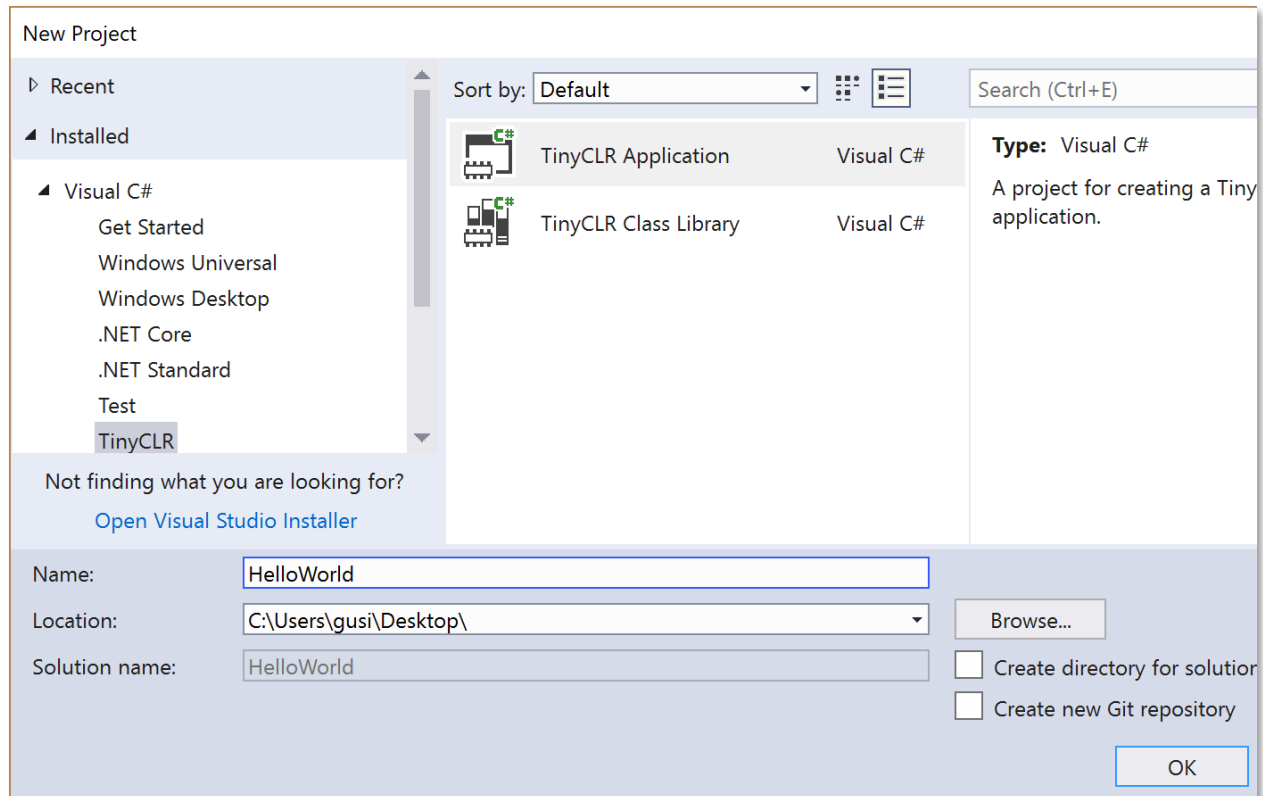 New Project
Recent
Installed
Visual C#
Get Started
Windows Universal
Windows Desktop
.NET Core
.NET Standard
Test
TinyCLR
Not finding what you are looking for?
Open Visual Studio Installer
Sort by: Default
C# TinyCLR Application Visual C#
C# TinyCLR Class Library Visual C#
Search (Ctrl+E)
Type: Visual C#
A project for creating a Tiny
application.
Name: HelloWorld
Location: C:\Users\gusi\Desktop\ Browse...
Solution name: HelloWorld
Create directory for solution
Create new Git repository
OK